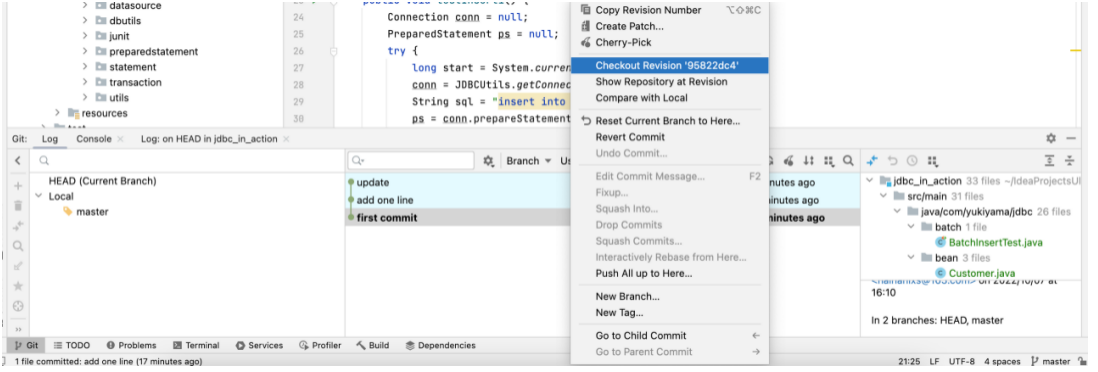 datasource
dbutils
junit
preparedstatement
statement
transaction
utils
resources
24
25
26
27
28
29
30
Connection conn = null;
PreparedStatement ps = null;
try {
long start = System.curren
conn = JDBCUtils.getConnec
String sql = "insert into
ps = conn.prepareStatement
Copy Revision Number ⌥⇧⌘C
Create Patch...
Cherry-Pick
Checkout Revision '95822dc4'
Show Repository at Revision
Compare with Local
Reset Current Branch to Here...
Revert Commit
Undo Commit...
Edit Commit Message... F2
Fixup...
Squash Into...
Drop Commits
Squash Commits...
Interactively Rebase from Here...
Push All up to Here...
New Branch...
New Tag...
Go to Child Commit ←
Go to Parent Commit →
Git: Log Console Log: on HEAD in jdbc_in_action
Branch Us
HEAD (Current Branch)
Local
master
update
add one line
first commit
nutes ago
inutes ago
minutes ago
jdbc_in_action 33 files ~/IdeaProjectsUl
src/main 31 files
java/com/yukiyama/jdbc 26 files
batch 1 file
BatchInsertTest.java
bean 3 files
Customer.java
16:10
In 2 branches: HEAD, master
Git TODO Problems Terminal Services Profiler Build Dependencies
1 file committed: add one line (17 minutes ago)
21:25 LF UTF-8 4 spaces master